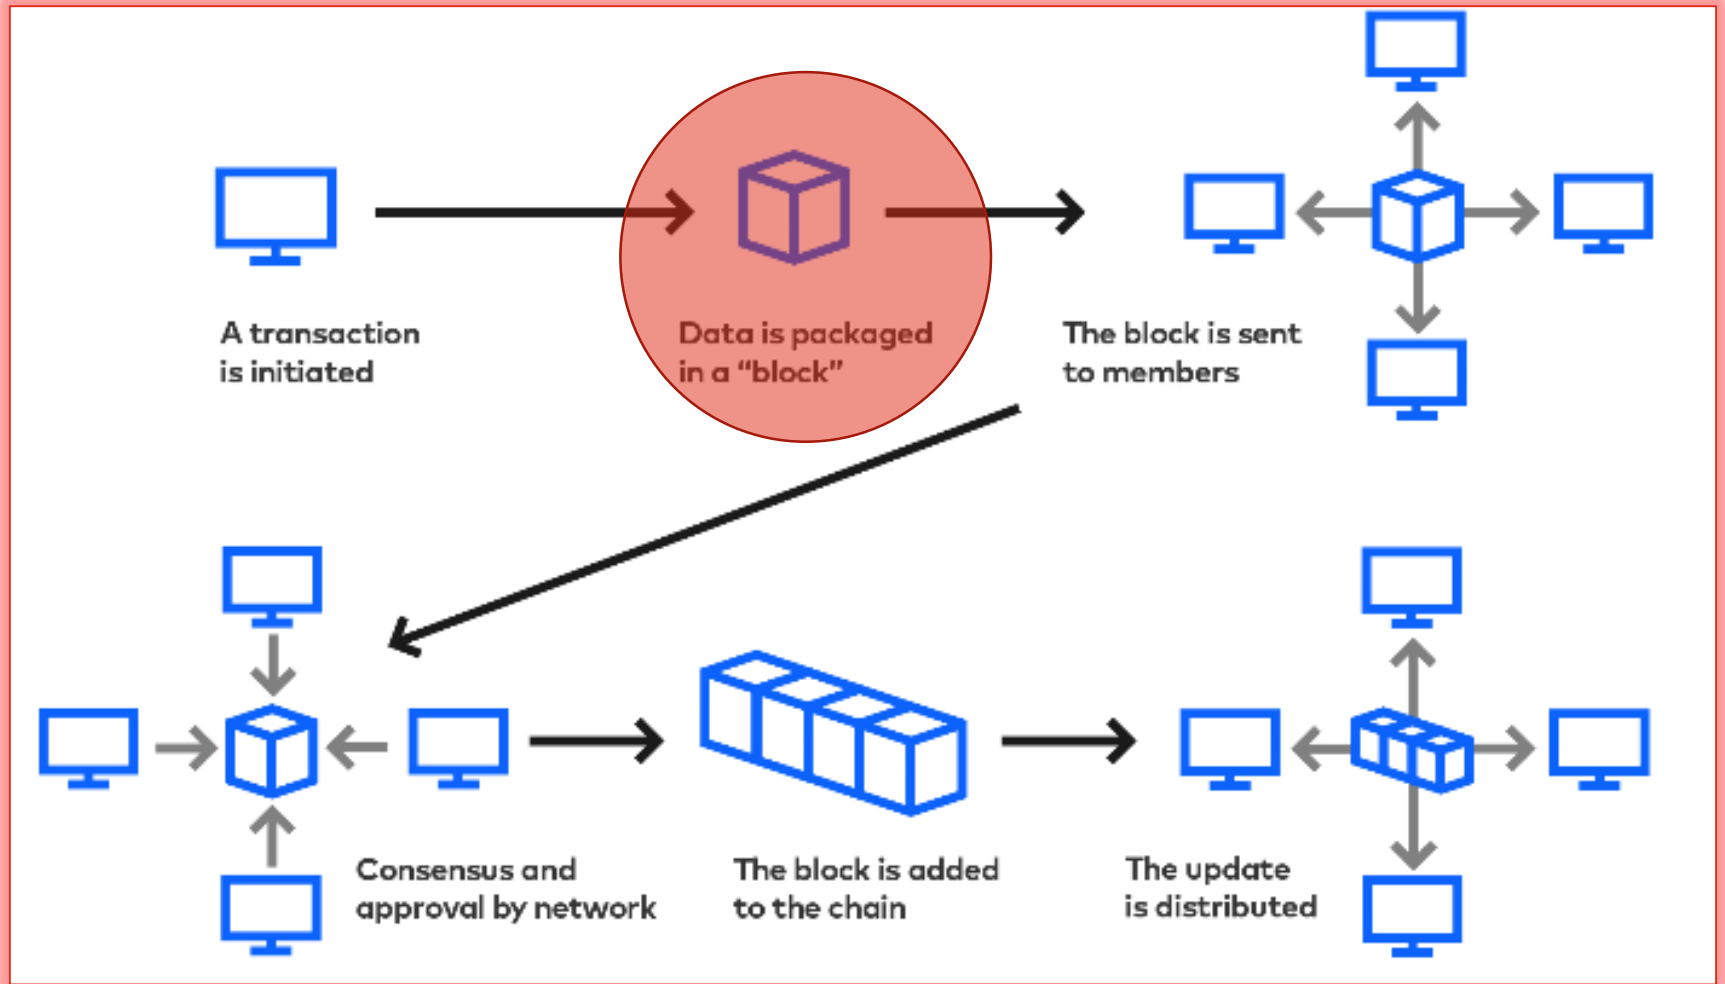 A transaction
is initiated
Data is packaged
in a “block”
The block is sent
to members
Consensus and
approval by network
The block is added
to the chain
The update
is distributed